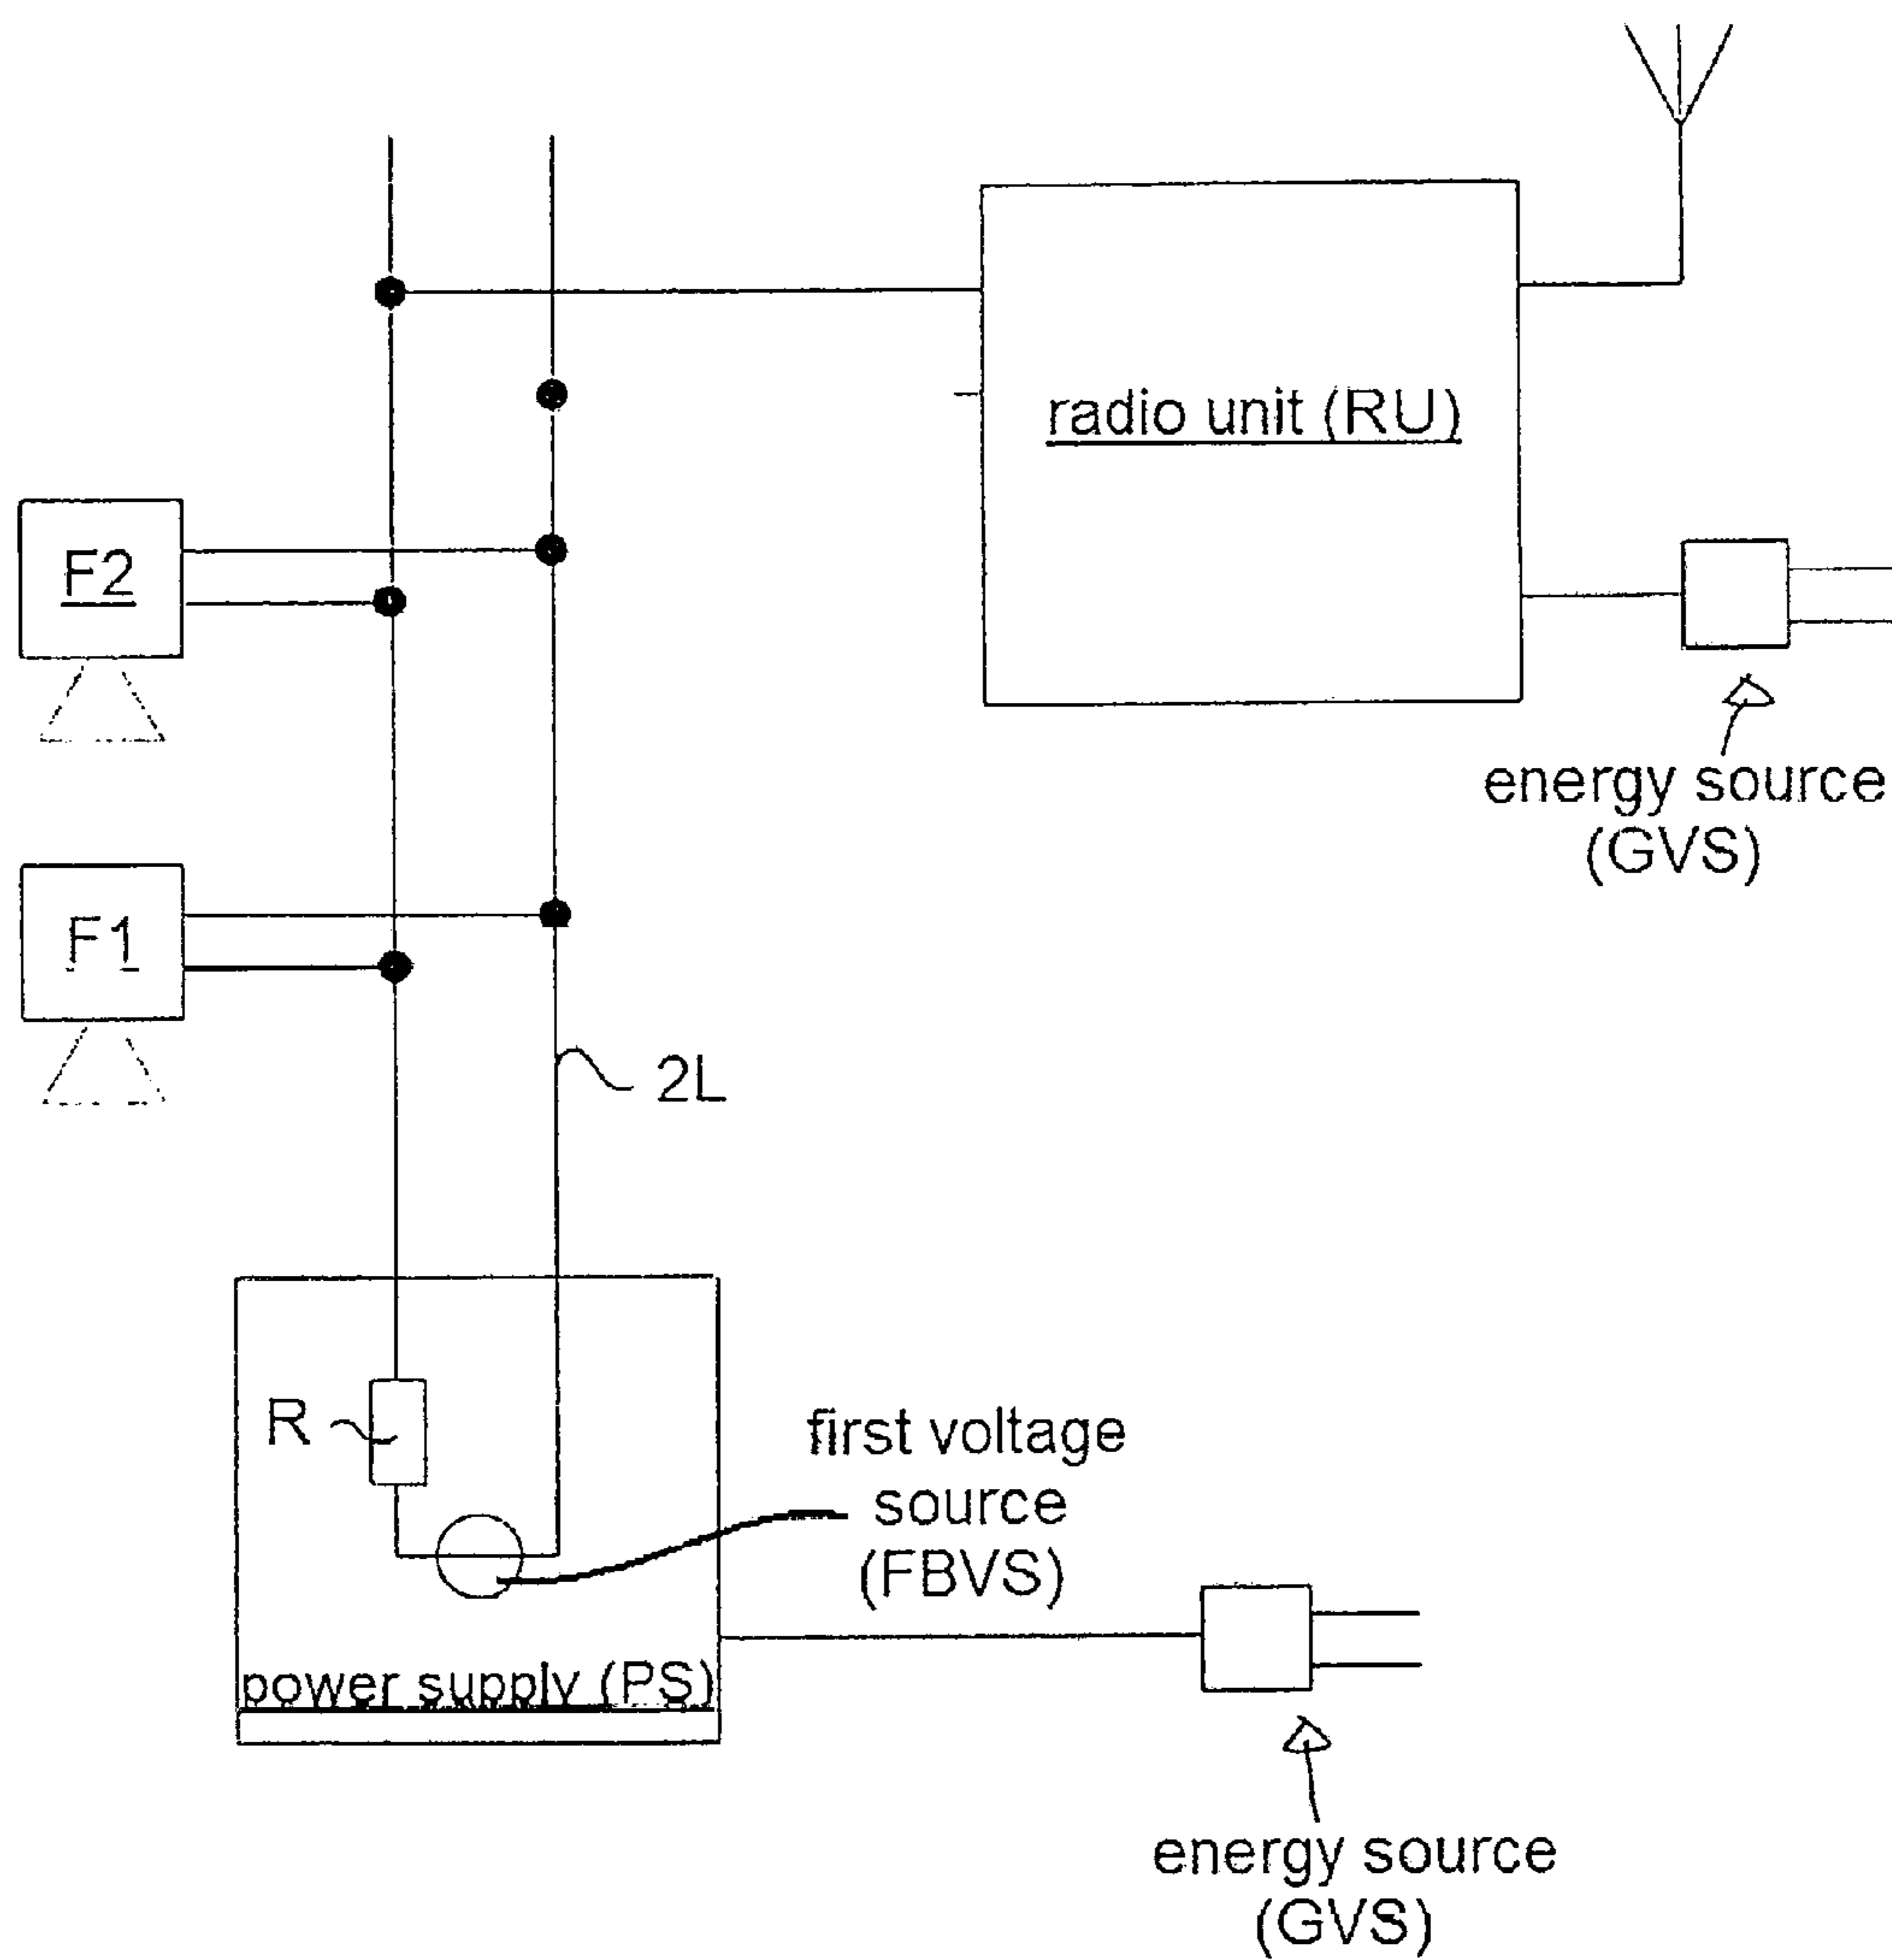 radio unit (RU)
F2
energy source
(GVS)
F1
2L
R
first voltage
source
(FBVS)
power supply (PS)
energy source
(GVS)